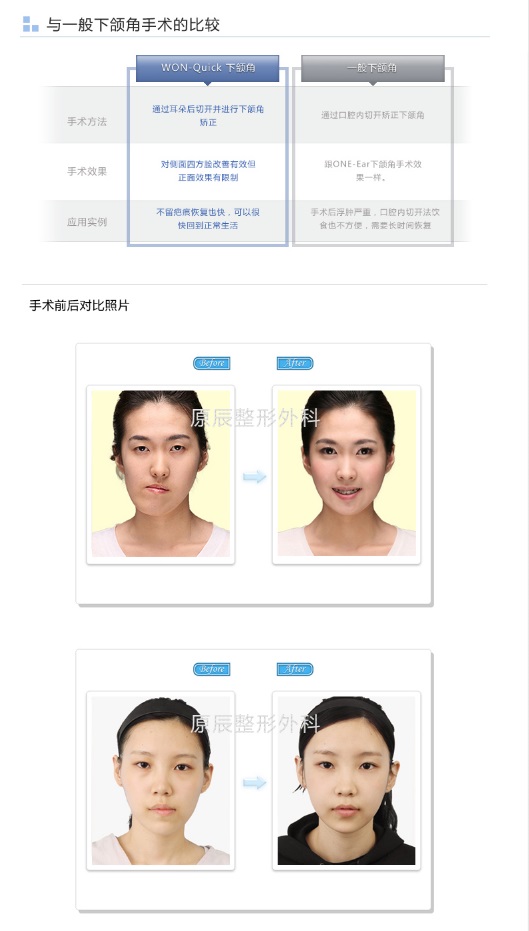 与一般下颌角手术的比较
WON-Quick 下颌角
一般下颌角
手术方法
通过耳朵后切开并进行下颌角
矫正
通过口腔内切开矫正下颌角
手术效果
对侧面四方脸改善有效但
正面效果有限制
跟ONE-Ear下颌角手术效
果一样。
应用实例
不留疤痕恢复也快，可以很
快回到正常生活
手术后浮肿严重，口腔内切开法饮
食也不方便，需要长时间恢复
手术前后对比照片
Before
After
原辰整形外科
Before
After
原辰整形外科